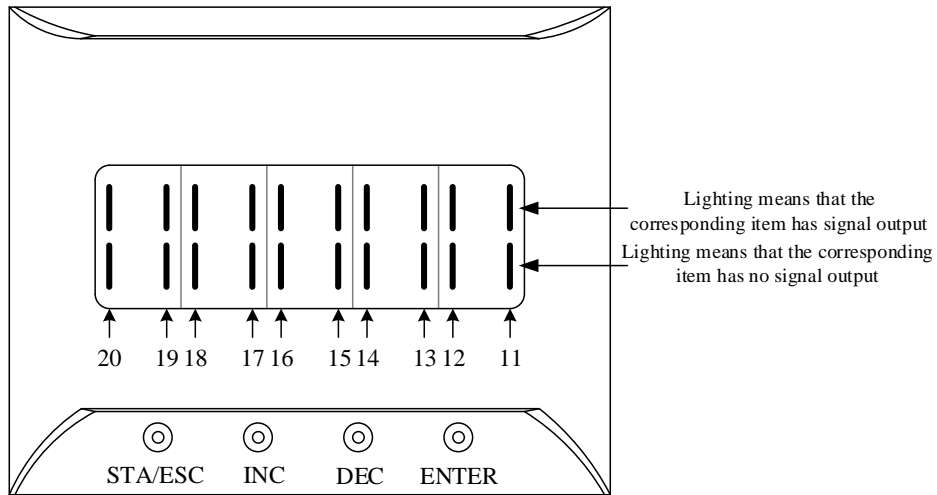 Lighting means that the
corresponding item has signal output
Lighting means that the corresponding
item has no signal output
20 19 18 17 16 15 14 13 12 11
STA/ESC INC DEC ENTER